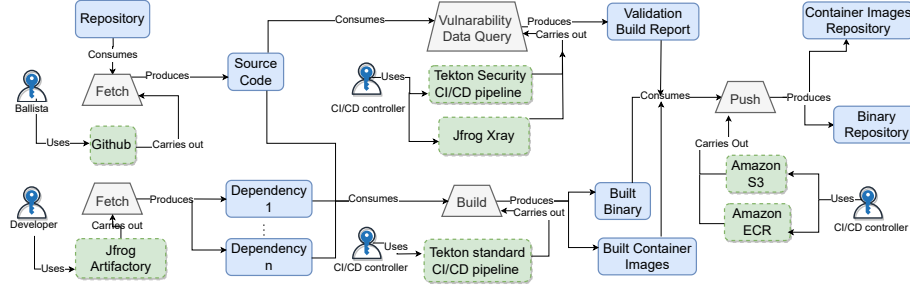 Repository
Consumes
Fetch
Produces
Ballista
Uses
Github
Carries out
Source
Code
Consumes
Vulnarability
Data Query
Produces
Carries out
Validation
Build Report
CI/CD controller
Uses
Tekton Security
CI/CD pipeline
Jfrog Xray
Container Images
Repository
Consumes
Push
Produces
Binary
Repository
Carries Out
Amazon
S3
Amazon
ECR
Uses
CI/CD controller
Developer
Uses
Fetch
Carries out
Jfrog
Artifactory
Produces
Dependency
1
⋮
Dependency
n
Consumes
Build
Produces
Carries out
CI/CD controller
Uses
Tekton standard
CI/CD pipeline
Built
Binary
Built Container
Images